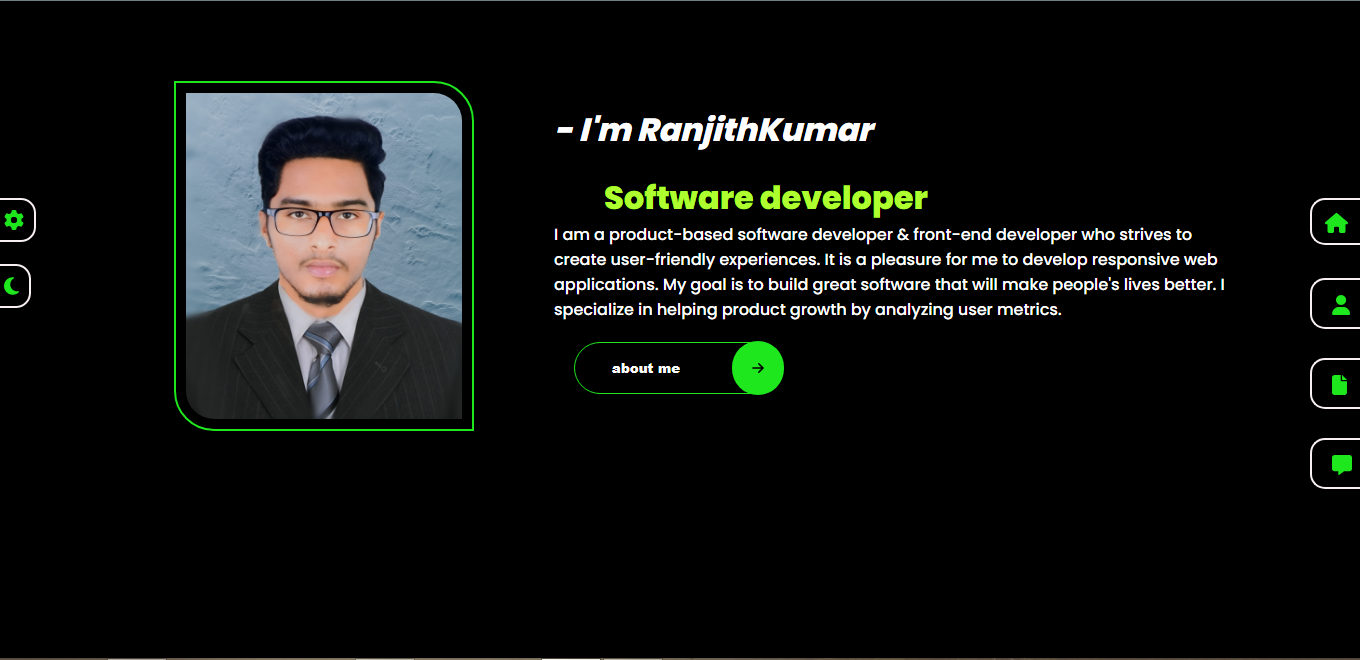 - I'm RanjithKumar
Software developer
I am a product-based software developer & front-end developer who strives to
create user-friendly experiences. It is a pleasure for me to develop responsive web
applications. My goal is to build great software that will make people's lives better. I
specialize in helping product growth by analyzing user metrics.
about me